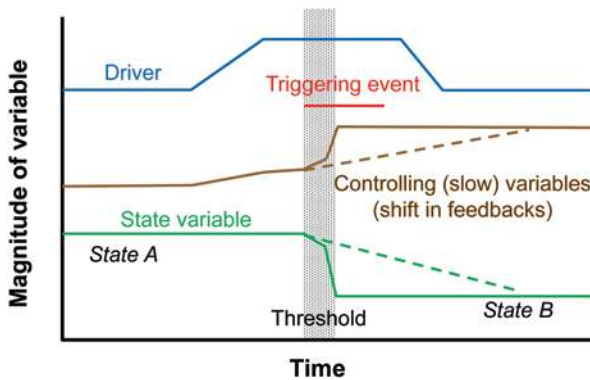 Magnitude of variable
Driver
Triggering event
Controlling (slow) variables
(shift in feedbacks)
State variable
State A
State B
Threshold
Time